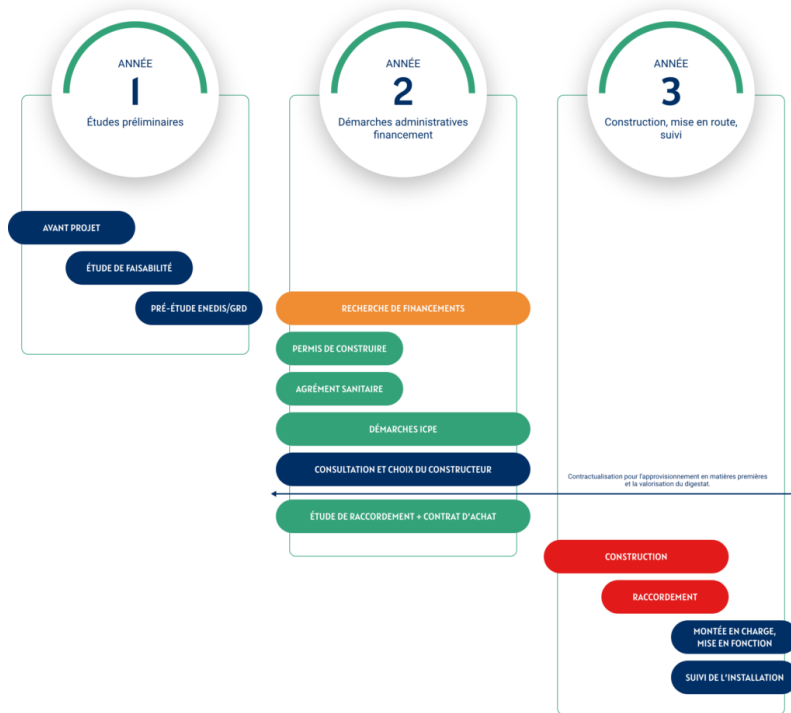 ANNÉE
1
Études préliminaires
ANNÉE
2
Démarches administratives
financement
ANNÉE
3
Construction, mise en route,
suivi
AVANT PROJET
ÉTUDE DE FAISABILITÉ
PRÉ-ÉTUDE ENEDIS/GRD
RECHERCHE DE FINANCEMENTS
PERMIS DE CONSTRUIRE
AGRÉMENT SANITAIRE
DÉMARCHES ICPE
CONSULTATION ET CHOIX DU CONSTRUCTEUR
Contractualisation pour l'approvisionnement en matières premières
et la valorisation du digestat.
ÉTUDE DE RACCORDEMENT + CONTRAT D'ACHAT
CONSTRUCTION
RACCORDEMENT
MONTÉE EN CHARGE,
MISE EN FONCTION
SUIVI DE L'INSTALLATION